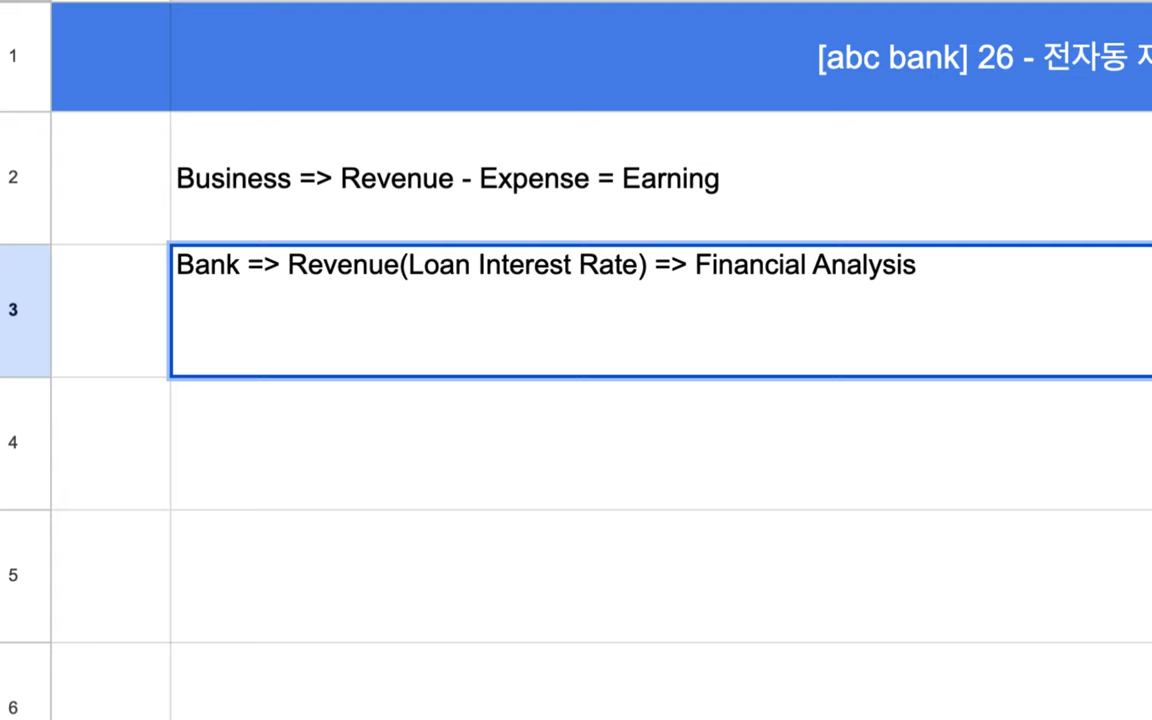 1
[abc bank] 26 - 전자동
2
Business => Revenue - Expense = Earning
3
Bank => Revenue(Loan Interest Rate) => Financial Analysis
4
5
6